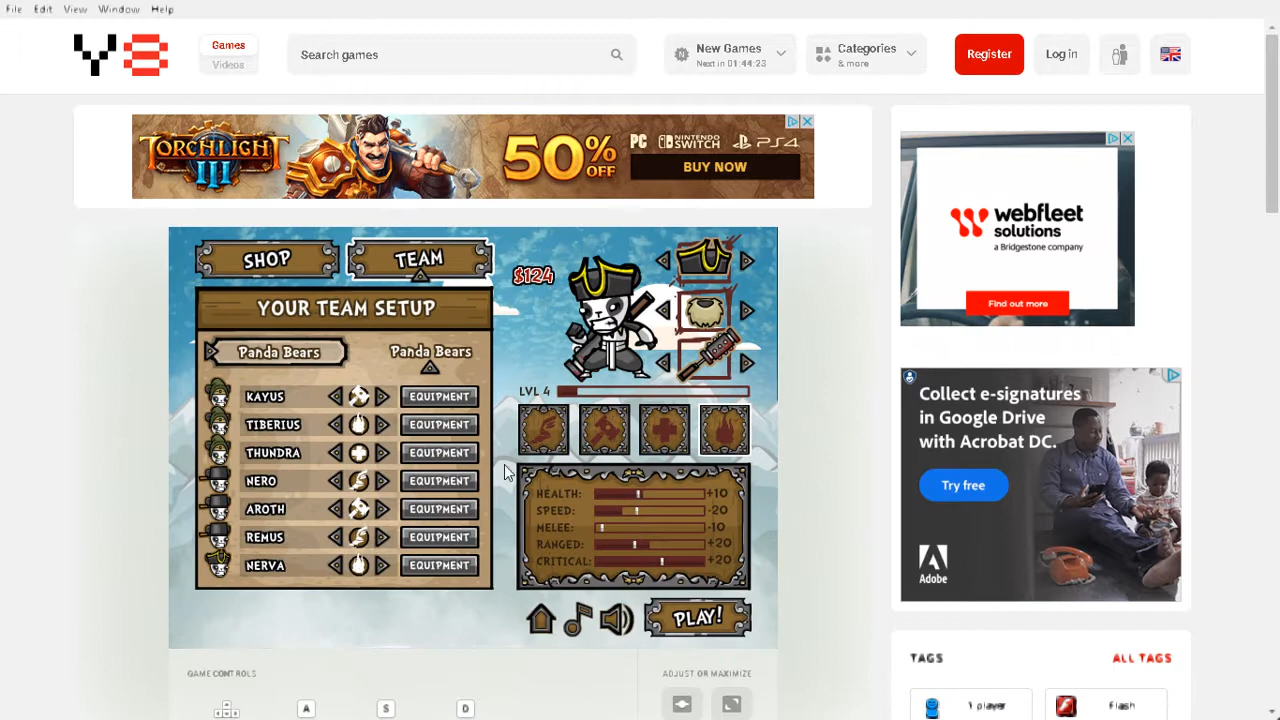 File Edit View Window Help
Y8
Games
Videos
Search games
New Games
Next in 01:44:23
Categories
& more
Register
Log in
TORCHLIGHT III
50% OFF
PC NINTENDO SWITCH PS4
BUY NOW
webfleet
solutions
a Bridgestone company
Find out more
SHOP
TEAM
$124
YOUR TEAM SETUP
Panda Bears
Panda Bears
KAYUS EQUIPMENT
TIBERIUS EQUIPMENT
THUNDRA EQUIPMENT
NERO EQUIPMENT
AROTH EQUIPMENT
REMUS EQUIPMENT
NERVA EQUIPMENT
LVL 4
HEALTH: +10
SPEED: -20
MELEE: -10
RANGED: +20
CRITICAL: +20
PLAY!
Collect e-signatures
in Google Drive
with Acrobat DC.
Try free
Adobe
GAME CONTROLS
ADJUST OR MAXIMIZE
A S D
TAGS
ALL TAGS
1 player
Flash